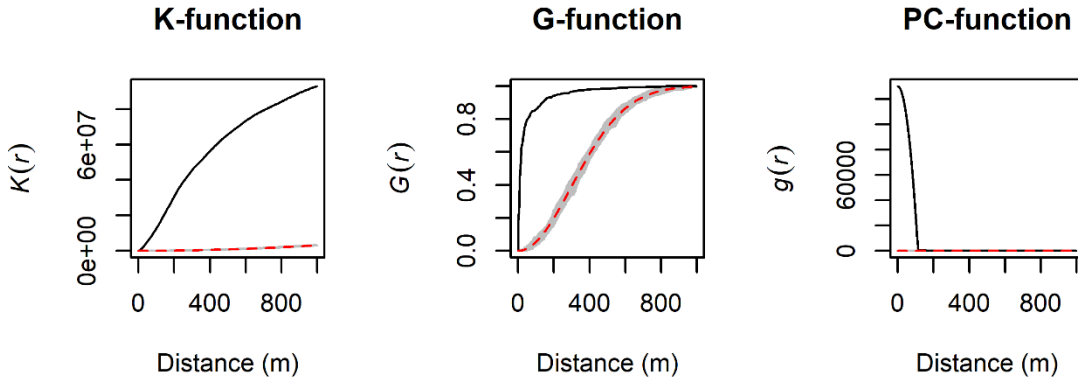 K-function
G-function
PC-function
K(r)
0e+00 6e+07
0 400 800
Distance (m)
G(r)
0.0 0.4 0.8
0 400 800
Distance (m)
g(r)
0 60000
0 400 800
Distance (m)